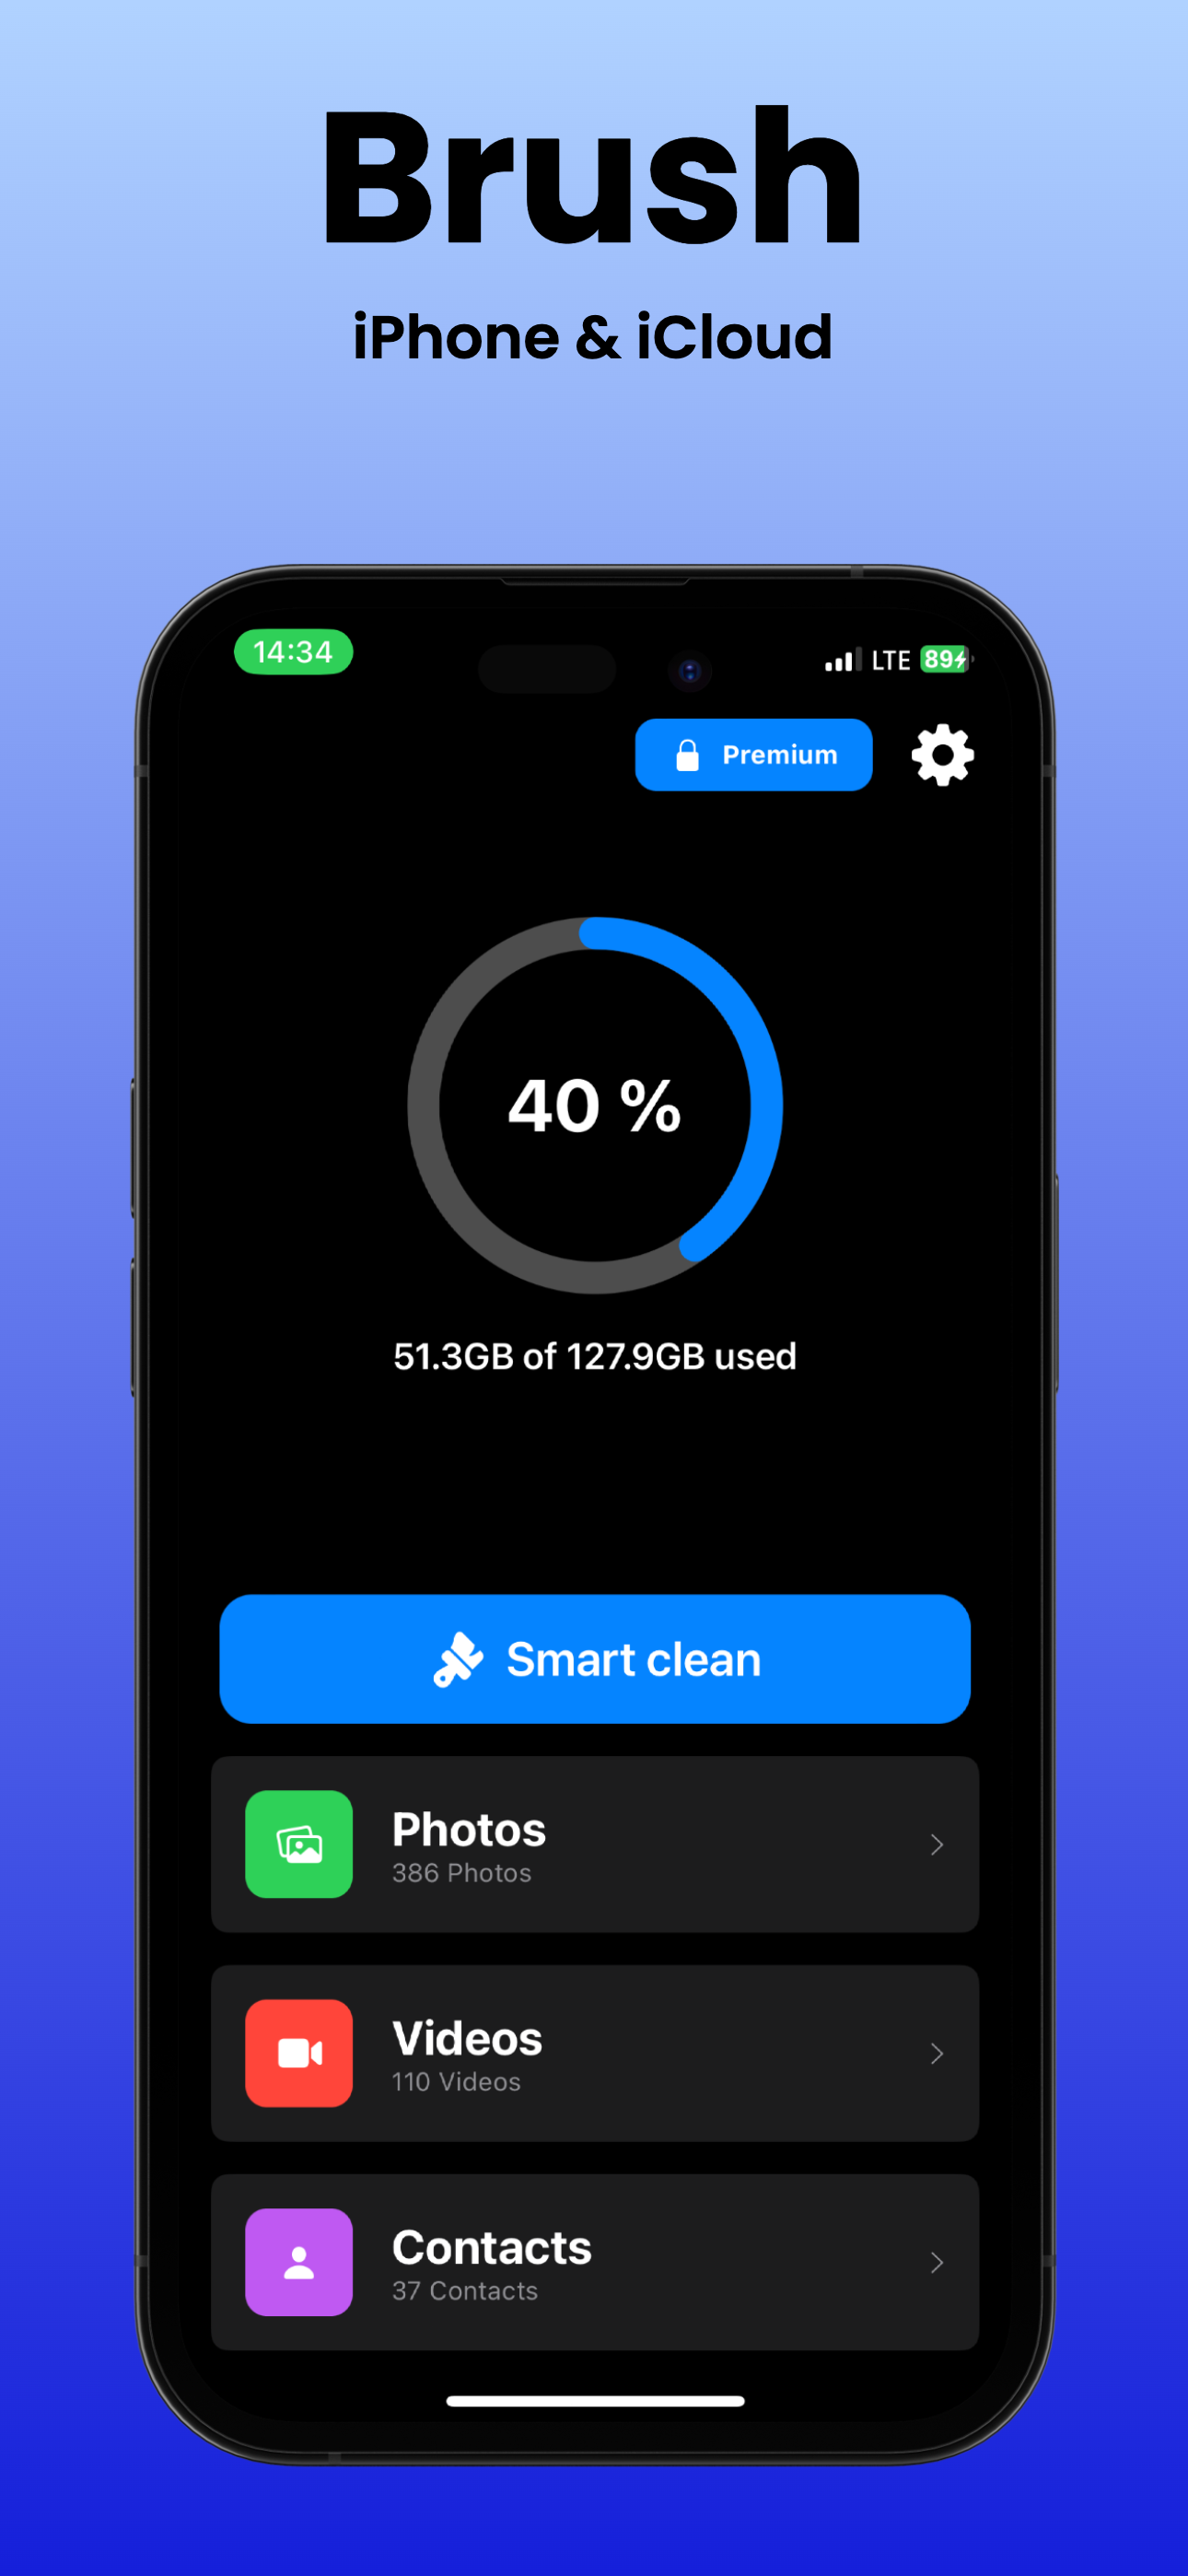 Brush
iPhone & iCloud
14:34
LTE 89
Premium
40 %
51.3GB of 127.9GB used
Smart clean
Photos
386 Photos
Videos
110 Videos
Contacts
37 Contacts